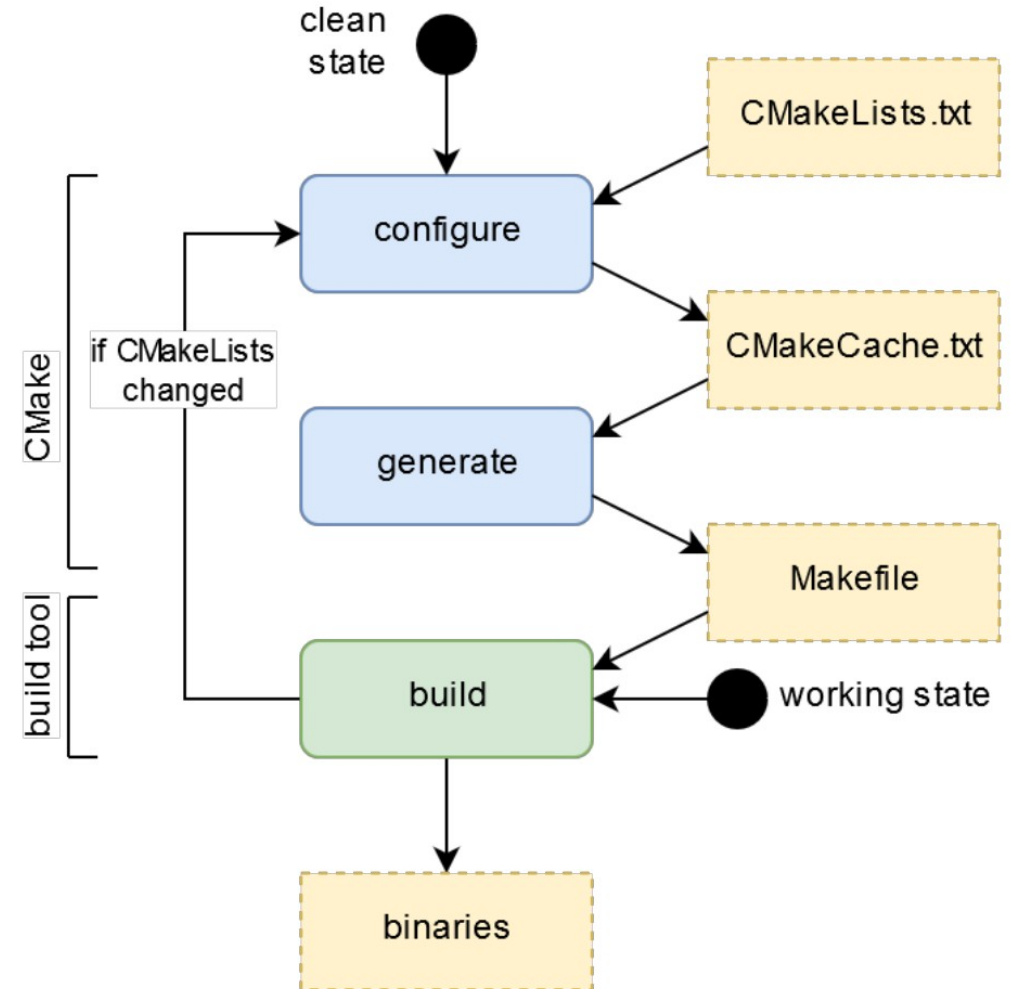 clean
state
CMakeLists.txt
configure
if CMakeLists
changed
CMakeCache.txt
CMake
generate
Makefile
build tool
build
working state
binaries